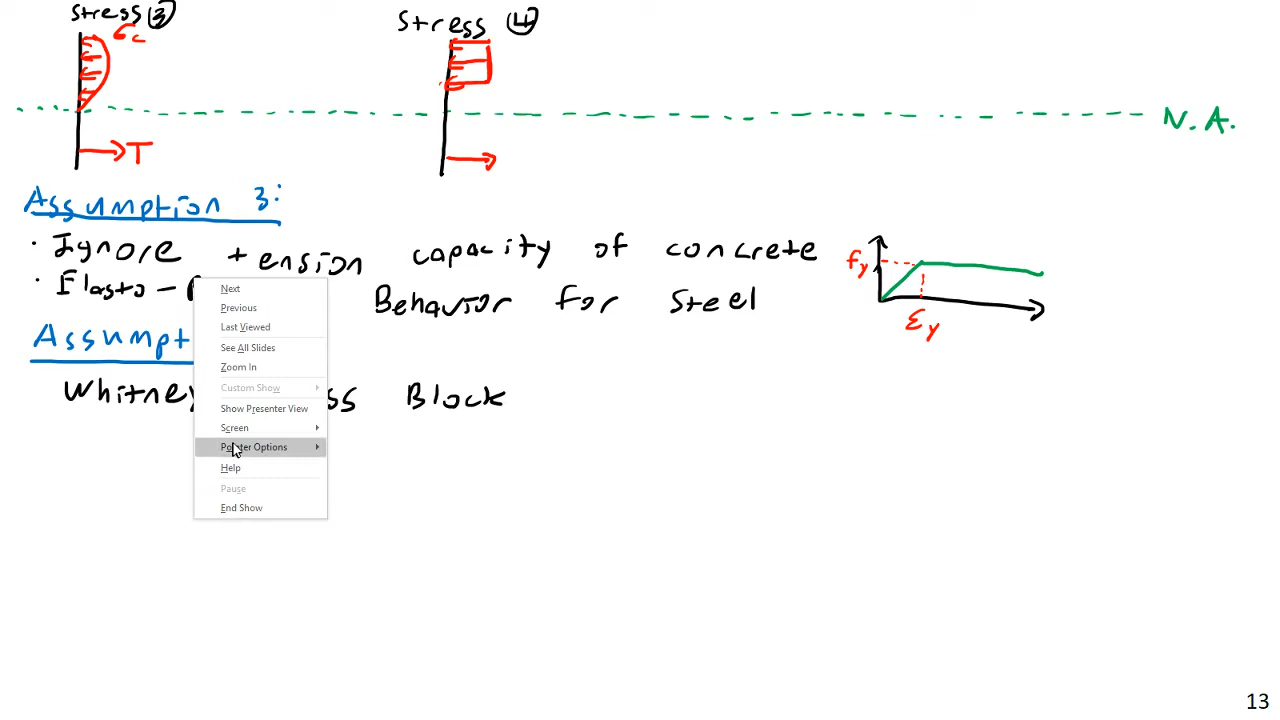 Stress ③
Stress ④
σc
N.A.
T
Assumption 3:
· Ignore tension capacity of concrete
· Elasto-
Behavior for Steel
fy
εy
Assumpt
Whitney
ss Block
Next
Previous
Last Viewed
See All Slides
Zoom In
Custom Show
Show Presenter View
Screen
Pointer Options
Help
Pause
End Show
13